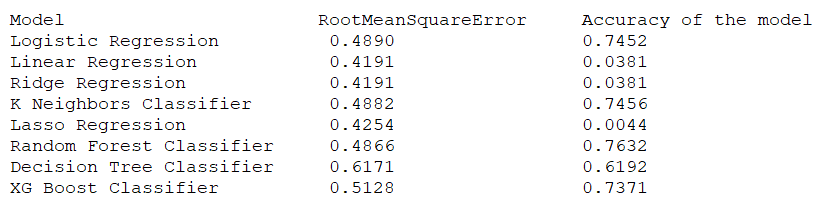 Model RootMeanSquareError Accuracy of the model
Logistic Regression 0.4890 0.7452
Linear Regression 0.4191 0.0381
Ridge Regression 0.4191 0.0381
K Neighbors Classifier 0.4882 0.7456
Lasso Regression 0.4254 0.0044
Random Forest Classifier 0.4866 0.7632
Decision Tree Classifier 0.6171 0.6192
XG Boost Classifier 0.5128 0.7371